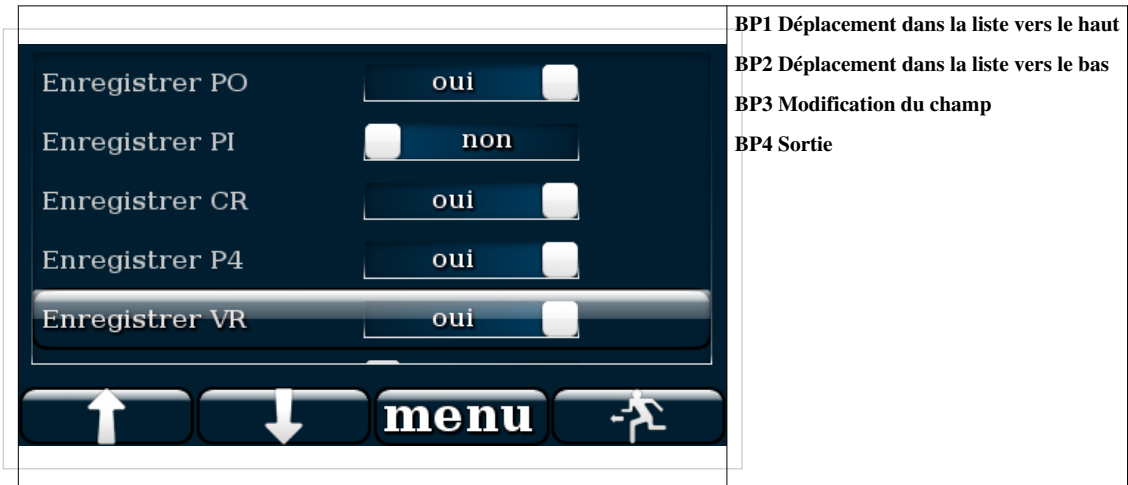 Enregistrer PO oui
Enregistrer PI non
Enregistrer CR oui
Enregistrer P4 oui
Enregistrer VR oui
menu
BP1 Déplacement dans la liste vers le haut
BP2 Déplacement dans la liste vers le bas
BP3 Modification du champ
BP4 Sortie